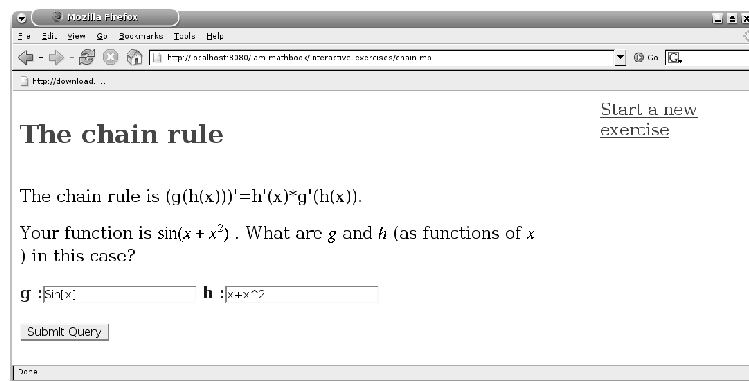 Mozilla Firefox
File Edit View Go Bookmarks Tools Help
Go
http://download. ...
Start a new
exercise
The chain rule
The chain rule is (g(h(x)))'=h'(x)*g'(h(x)).
Your function is sin(x + x²) . What are g and h (as functions of x
) in this case?
g : Sin[x] h : x+x^2
Submit Query
Done